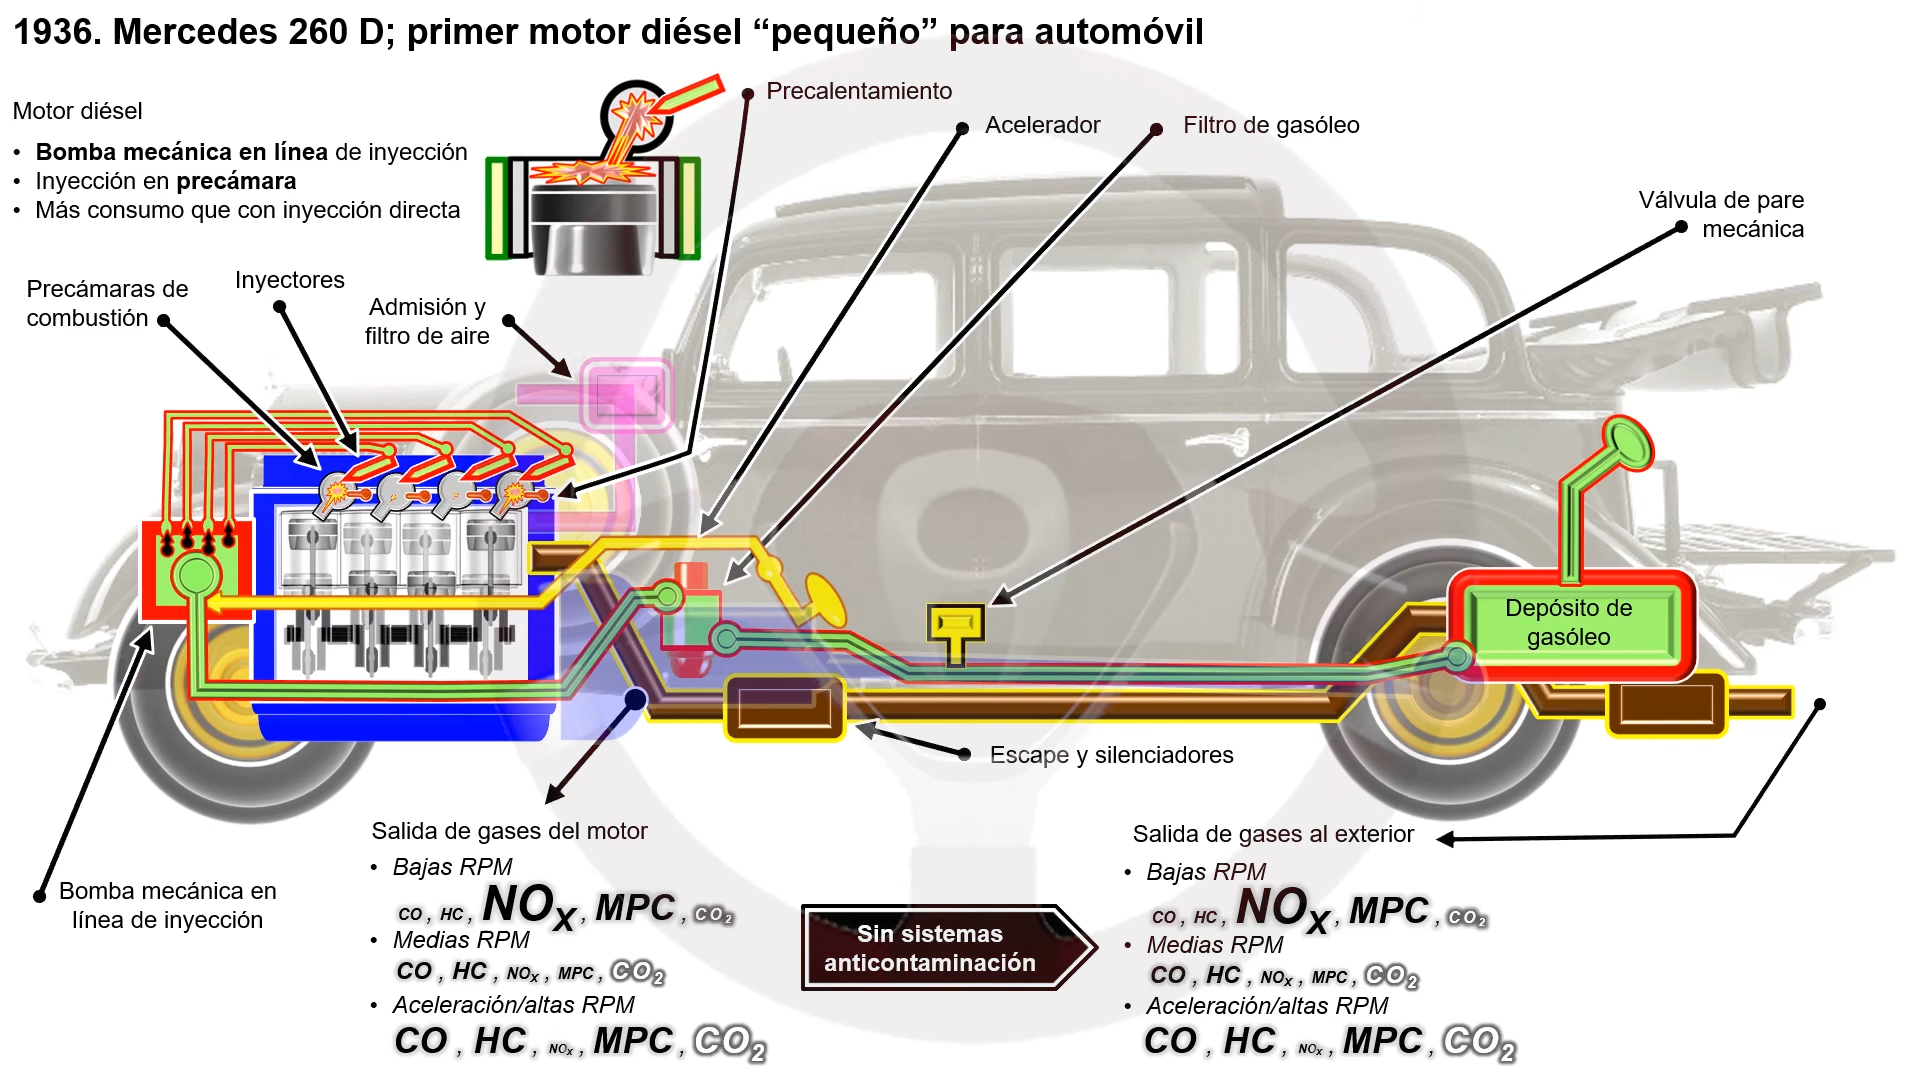 1936. Mercedes 260 D; primer motor diésel “pequeño” para automóvil
Motor diésel
• Bomba mecánica en línea de inyección
• Inyección en precámara
• Más consumo que con inyección directa
Precalentamiento
Acelerador
Filtro de gasóleo
Válvula de pare
mecánica
Precámaras de
combustión
Inyectores
Admisión y
filtro de aire
Depósito de
gasóleo
Escape y silenciadores
Bomba mecánica en
línea de inyección
Salida de gases del motor
• Bajas RPM
CO , HC , NOX , MPC , CO2
• Medias RPM
CO , HC , NOX , MPC , CO2
• Aceleración/altas RPM
CO , HC , NOX , MPC , CO2
Sin sistemas
anticontaminación
Salida de gases al exterior
• Bajas RPM
CO , HC , NOX , MPC , CO2
• Medias RPM
CO , HC , NOX , MPC , CO2
• Aceleración/altas RPM
CO , HC , NOX , MPC , CO2